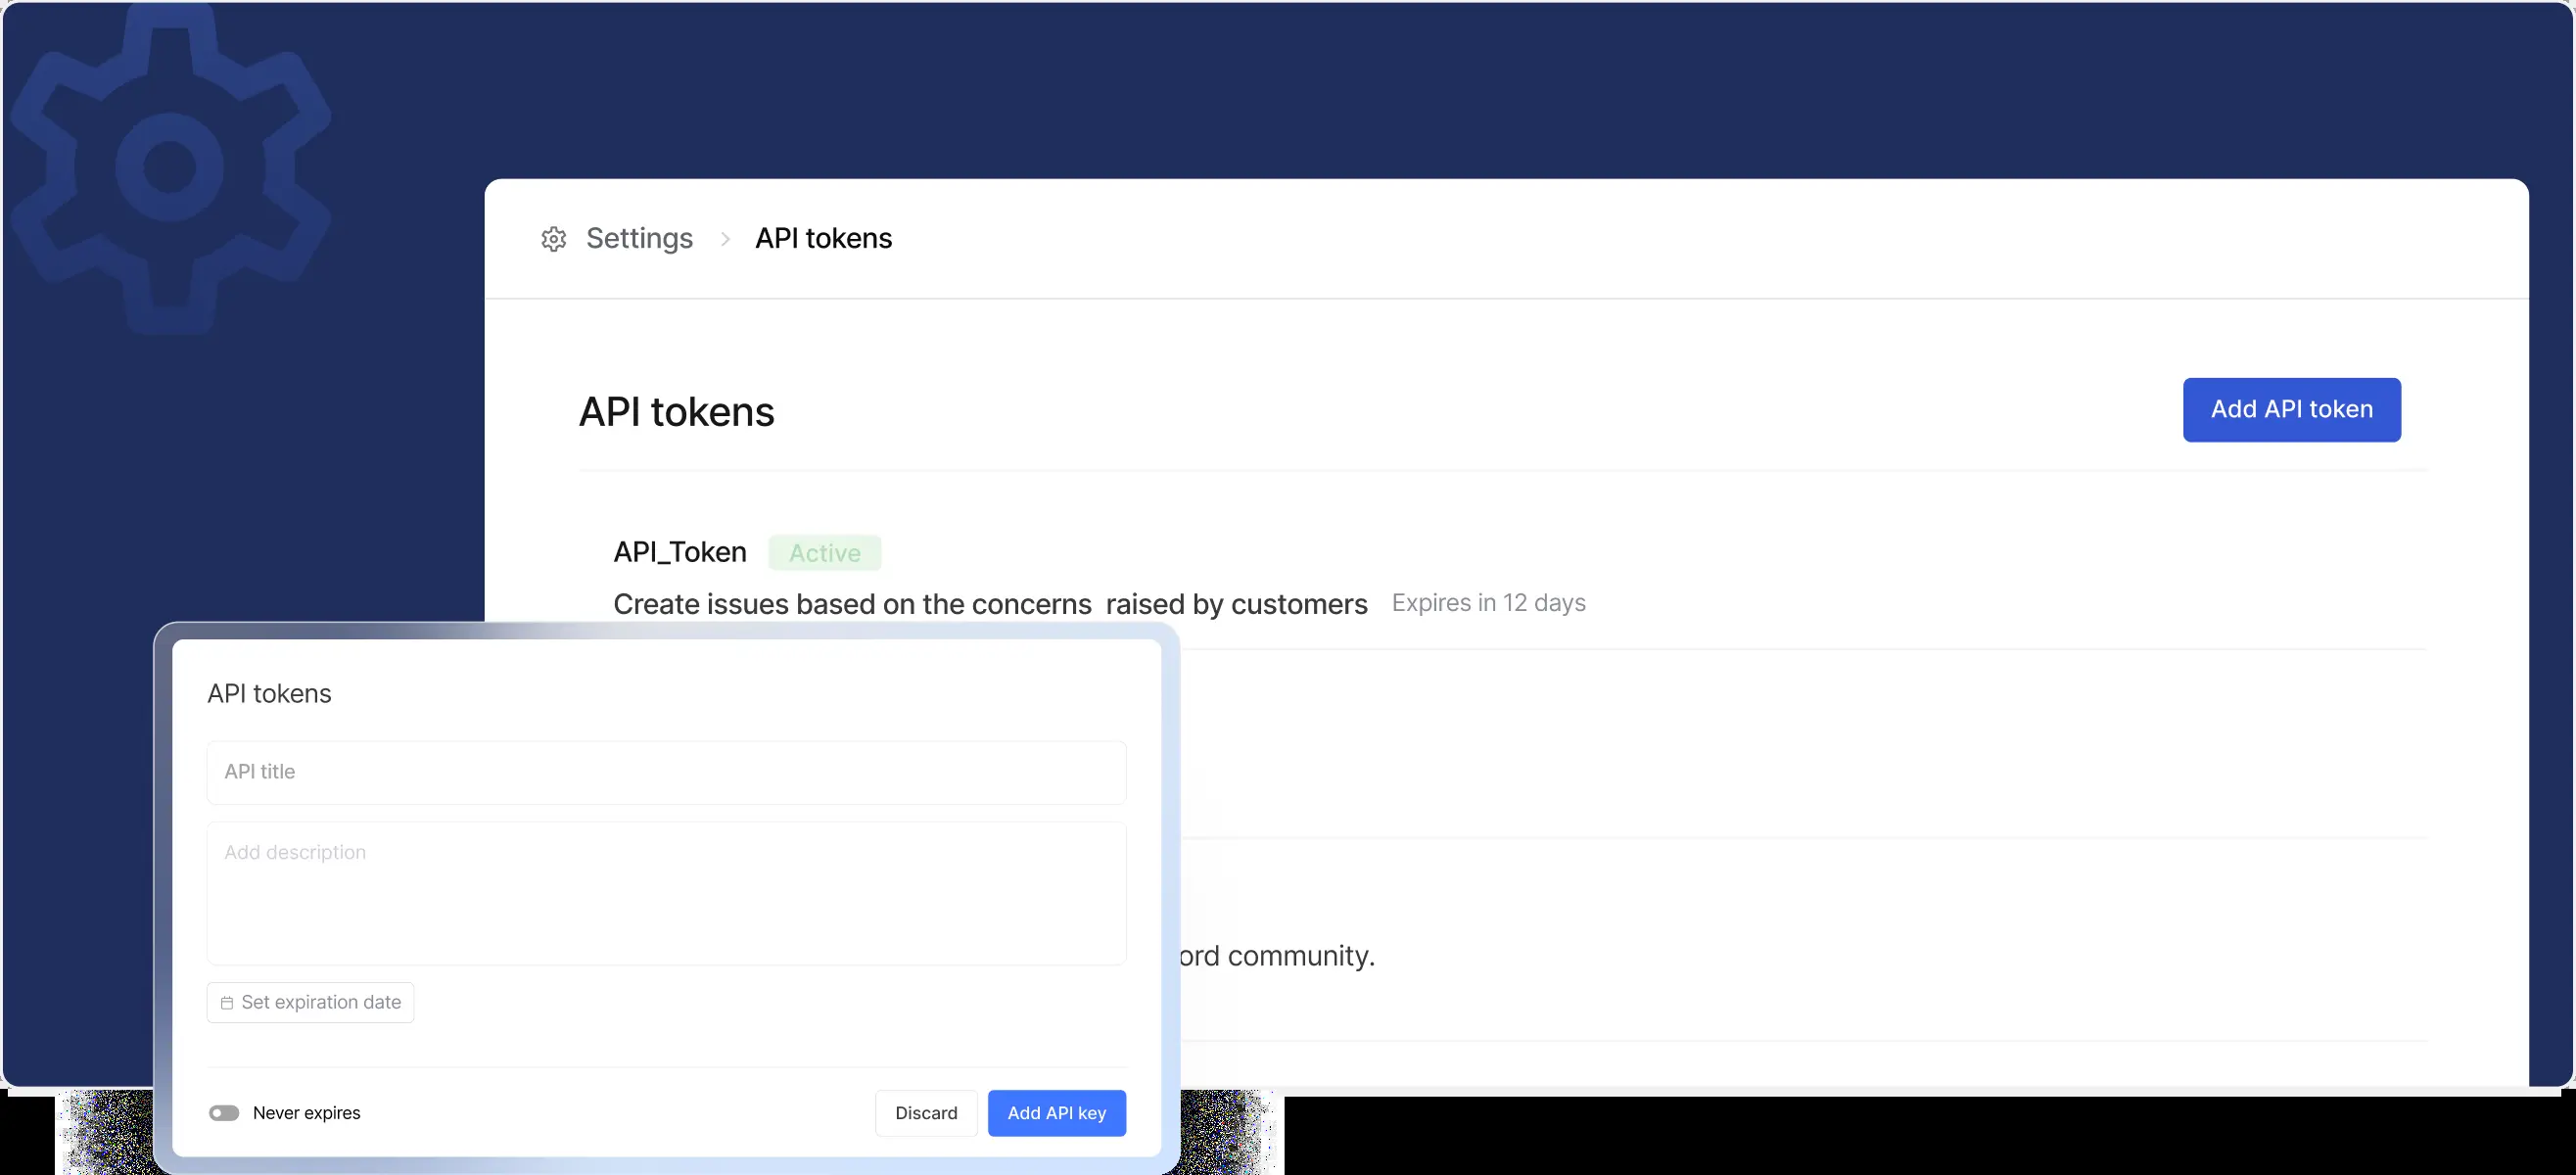 Settings > API tokens
API tokens
Add API token
API_Token Active
Create issues based on the concerns raised by customers Expires in 12 days
community.
API tokens
API title
Add description
Set expiration date
Never expires
Discard
Add API key